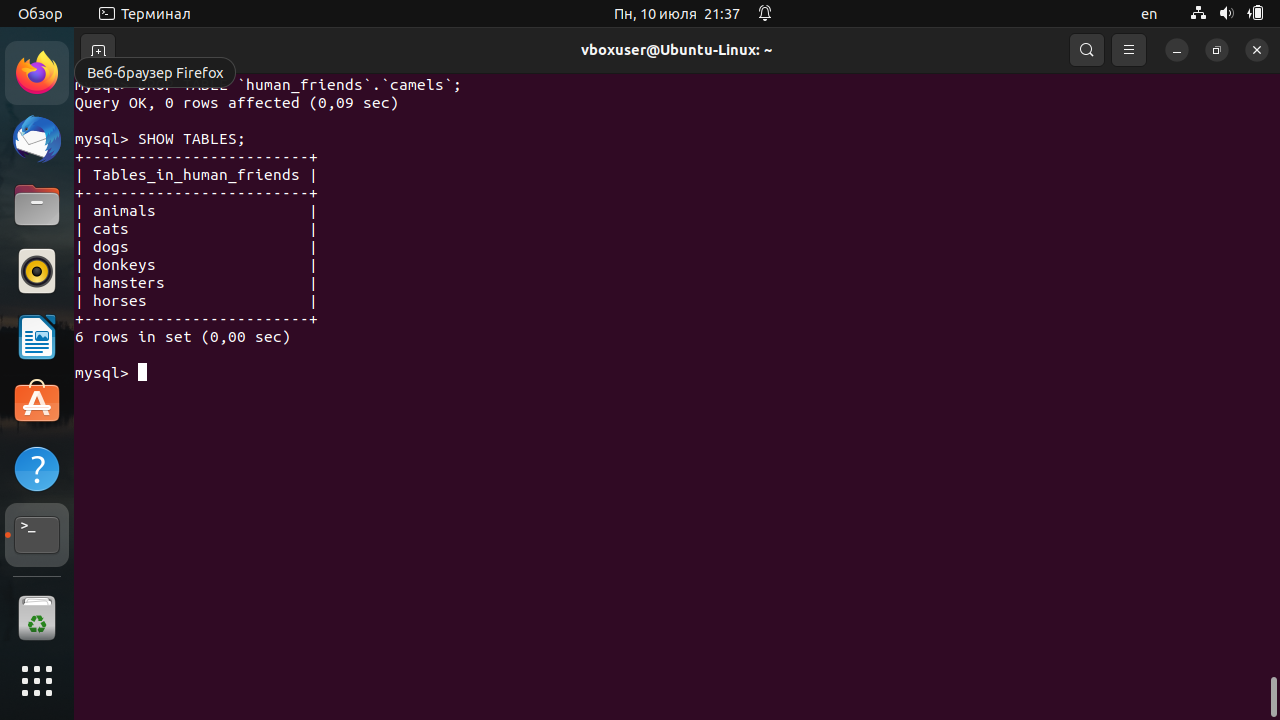 Обзор
Терминал
Пн, 10 июля 21:37
en
vboxuser@Ubuntu-Linux: ~
Веб-браузер Firefox
mysql> DROP TABLE `human_friends`.`camels`;
Query OK, 0 rows affected (0,09 sec)
mysql> SHOW TABLES;
+-------------------------+
| Tables_in_human_friends |
+-------------------------+
| animals                 |
| cats                    |
| dogs                    |
| donkeys                 |
| hamsters                |
| horses                  |
+-------------------------+
6 rows in set (0,00 sec)
mysql>